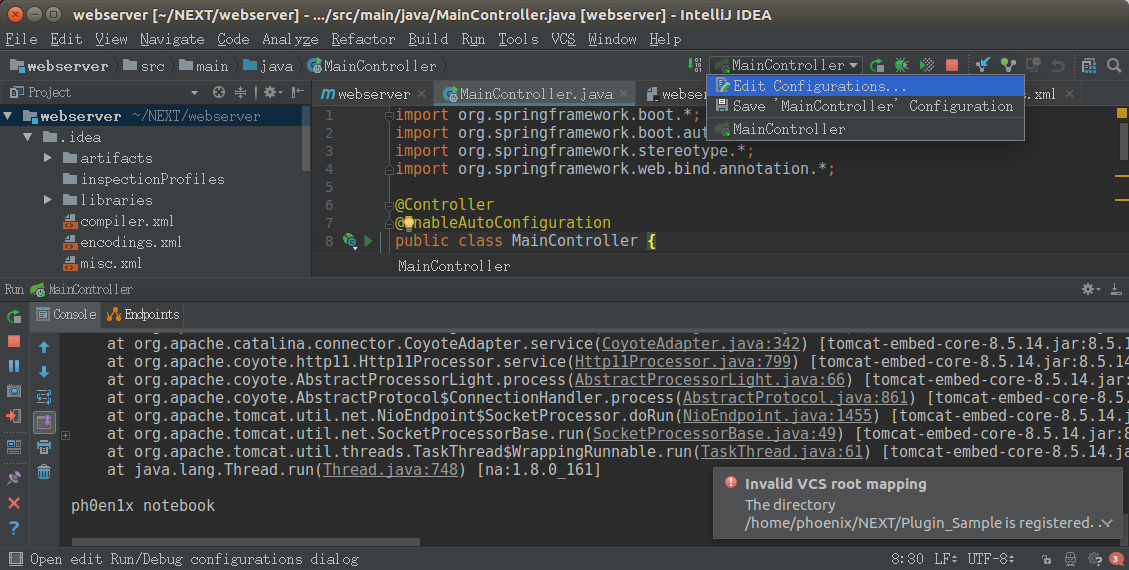 webserver [~/NEXT/webserver] - .../src/main/java/MainController.java [webserver] - IntelliJ IDEA
File Edit View Navigate Code Analyze Refactor Build Run Tools VCS Window Help
webserver src main java MainController
MainController
Edit Configurations...
Save 'MainController' Configuration
MainController
Project
webserver ~/NEXT/webserver
.idea
artifacts
inspectionProfiles
libraries
compiler.xml
encodings.xml
misc.xml
m webserver MainController.java webser .xml
1 import org.springframework.boot.*;
2 import org.springframework.boot.aut
3 import org.springframework.stereotype.*;
4 import org.springframework.web.bind.annotation.*;
5
6 @Controller
7 @EnableAutoConfiguration
8 public class MainController {
MainController
Run MainController
Console Endpoints
at org.apache.catalina.connector.CoyoteAdapter.service(CoyoteAdapter.java:342) [tomcat-embed-core-8.5.14.jar:8.5.1
at org.apache.coyote.http11.Http11Processor.service(Http11Processor.java:799) [tomcat-embed-core-8.5.14.jar:8.5.14
at org.apache.coyote.AbstractProcessorLight.process(AbstractProcessorLight.java:66) [tomcat-embed-core-8.5.14.jar:
at org.apache.coyote.AbstractProtocol$ConnectionHandler.process(AbstractProtocol.java:861) [tomcat-embed-core-8.5.
at org.apache.tomcat.util.net.NioEndpoint$SocketProcessor.doRun(NioEndpoint.java:1455) [tomcat-embed-core-8.5.14.j
at org.apache.tomcat.util.net.SocketProcessorBase.run(SocketProcessorBase.java:49) [tomcat-embed-core-8.5.14.jar:8
at org.apache.tomcat.util.threads.TaskThread$WrappingRunnable.run(TaskThread.java:61) [tomcat-embed-core-8.5.14.ja
at java.lang.Thread.run(Thread.java:748) [na:1.8.0_161]
ph0en1x notebook
Invalid VCS root mapping
The directory
/home/phoenix/NEXT/Plugin_Sample is registered...
Open edit Run/Debug configurations dialog
8:30 LF UTF-8 3